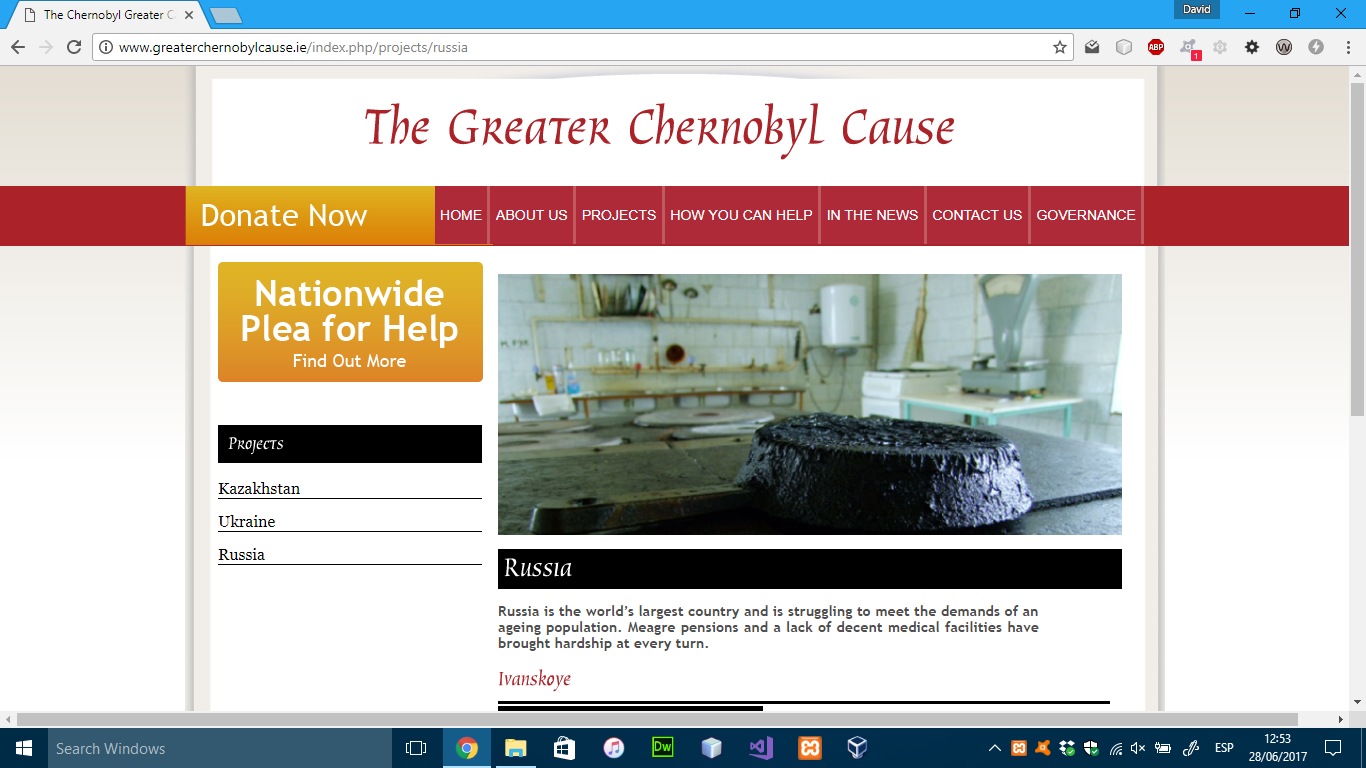 The Chernobyl Greater C
David
www.greaterchernobylcause.ie/index.php/projects/russia
ABP
1
W
The Greater Chernobyl Cause
Donate Now
HOME
ABOUT US
PROJECTS
HOW YOU CAN HELP
IN THE NEWS
CONTACT US
GOVERNANCE
Nationwide
Plea for Help
Find Out More
Projects
Kazakhstan
Ukraine
Russia
Russia
Russia is the world’s largest country and is struggling to meet the demands of an
ageing population. Meagre pensions and a lack of decent medical facilities have
brought hardship at every turn.
Ivanskoye
Search Windows
Dw
ESP
12:53
28/06/2017